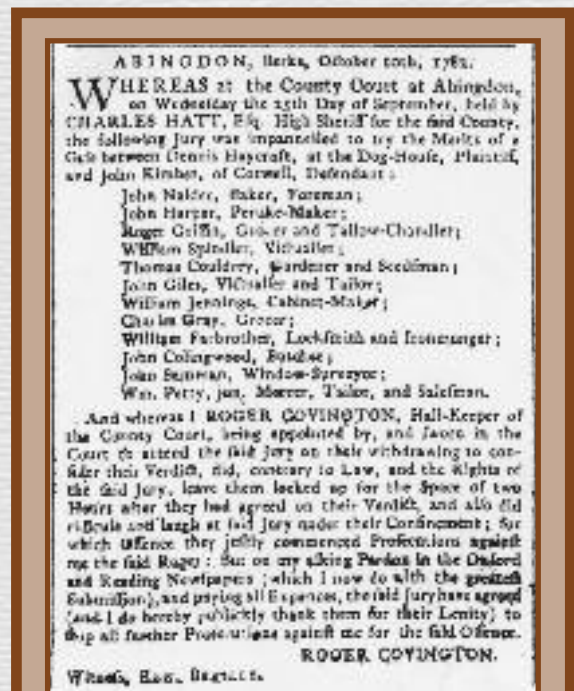 ABINGDON, Berks, October 10th, 1782.
WHEREAS at the County Court at Abingdon,
on Wednesday the 25th Day of September, held by
CHARLES HATT, Esq. High Sheriff for the said County,
the following Jury was impannelled to try the Merits of a
Cause between Dennis Haycroft, at the Dog-House, Plaintiff,
and John Kimber, of Defendant;
John Nalder, Baker, Foreman;
John Harper, Peruke-Maker;
Roger Griffin, Grocer and Tallow-Chandler;
William Spindler, Victualler;
Thomas Couldrey, Gardener and Seedsman;
John Giles, Victualler and Tailor;
William Jennings, Cabinet-Maker;
Charles Gray, Grocer;
William Farbrother, Locksmith and Ironmonger;
John Colingwood, Butcher;
John Window-Surveyor;
Wm. Petty, jun. Mercer, Tailor, and Salesman.
And whereas I ROGER COVINGTON, Hall-Keeper of
the County Court, being appointed by, and sworn in the
Court to attend the said Jury on their withdrawing to con-
sider their Verdict, did, contrary to Law, and the Rights of
the said Jury, leave them locked up for the Space of two
Hours after they had agreed on their Verdict, and also did
ridicule and laugh at said Jury under their Confinement; for
which Offence they justly commenced Prosecutions against
me the said Roger: But on my asking Pardon in the Oxford
and Reading Newspapers (which I now do with the greatest
Submission), and paying all Expences, the said Jury have agreed
(and I do hereby publickly thank them for their Lenity) to
stop all further Prosecutions against me for the said Offence.
ROGER COVINGTON.
Witness,